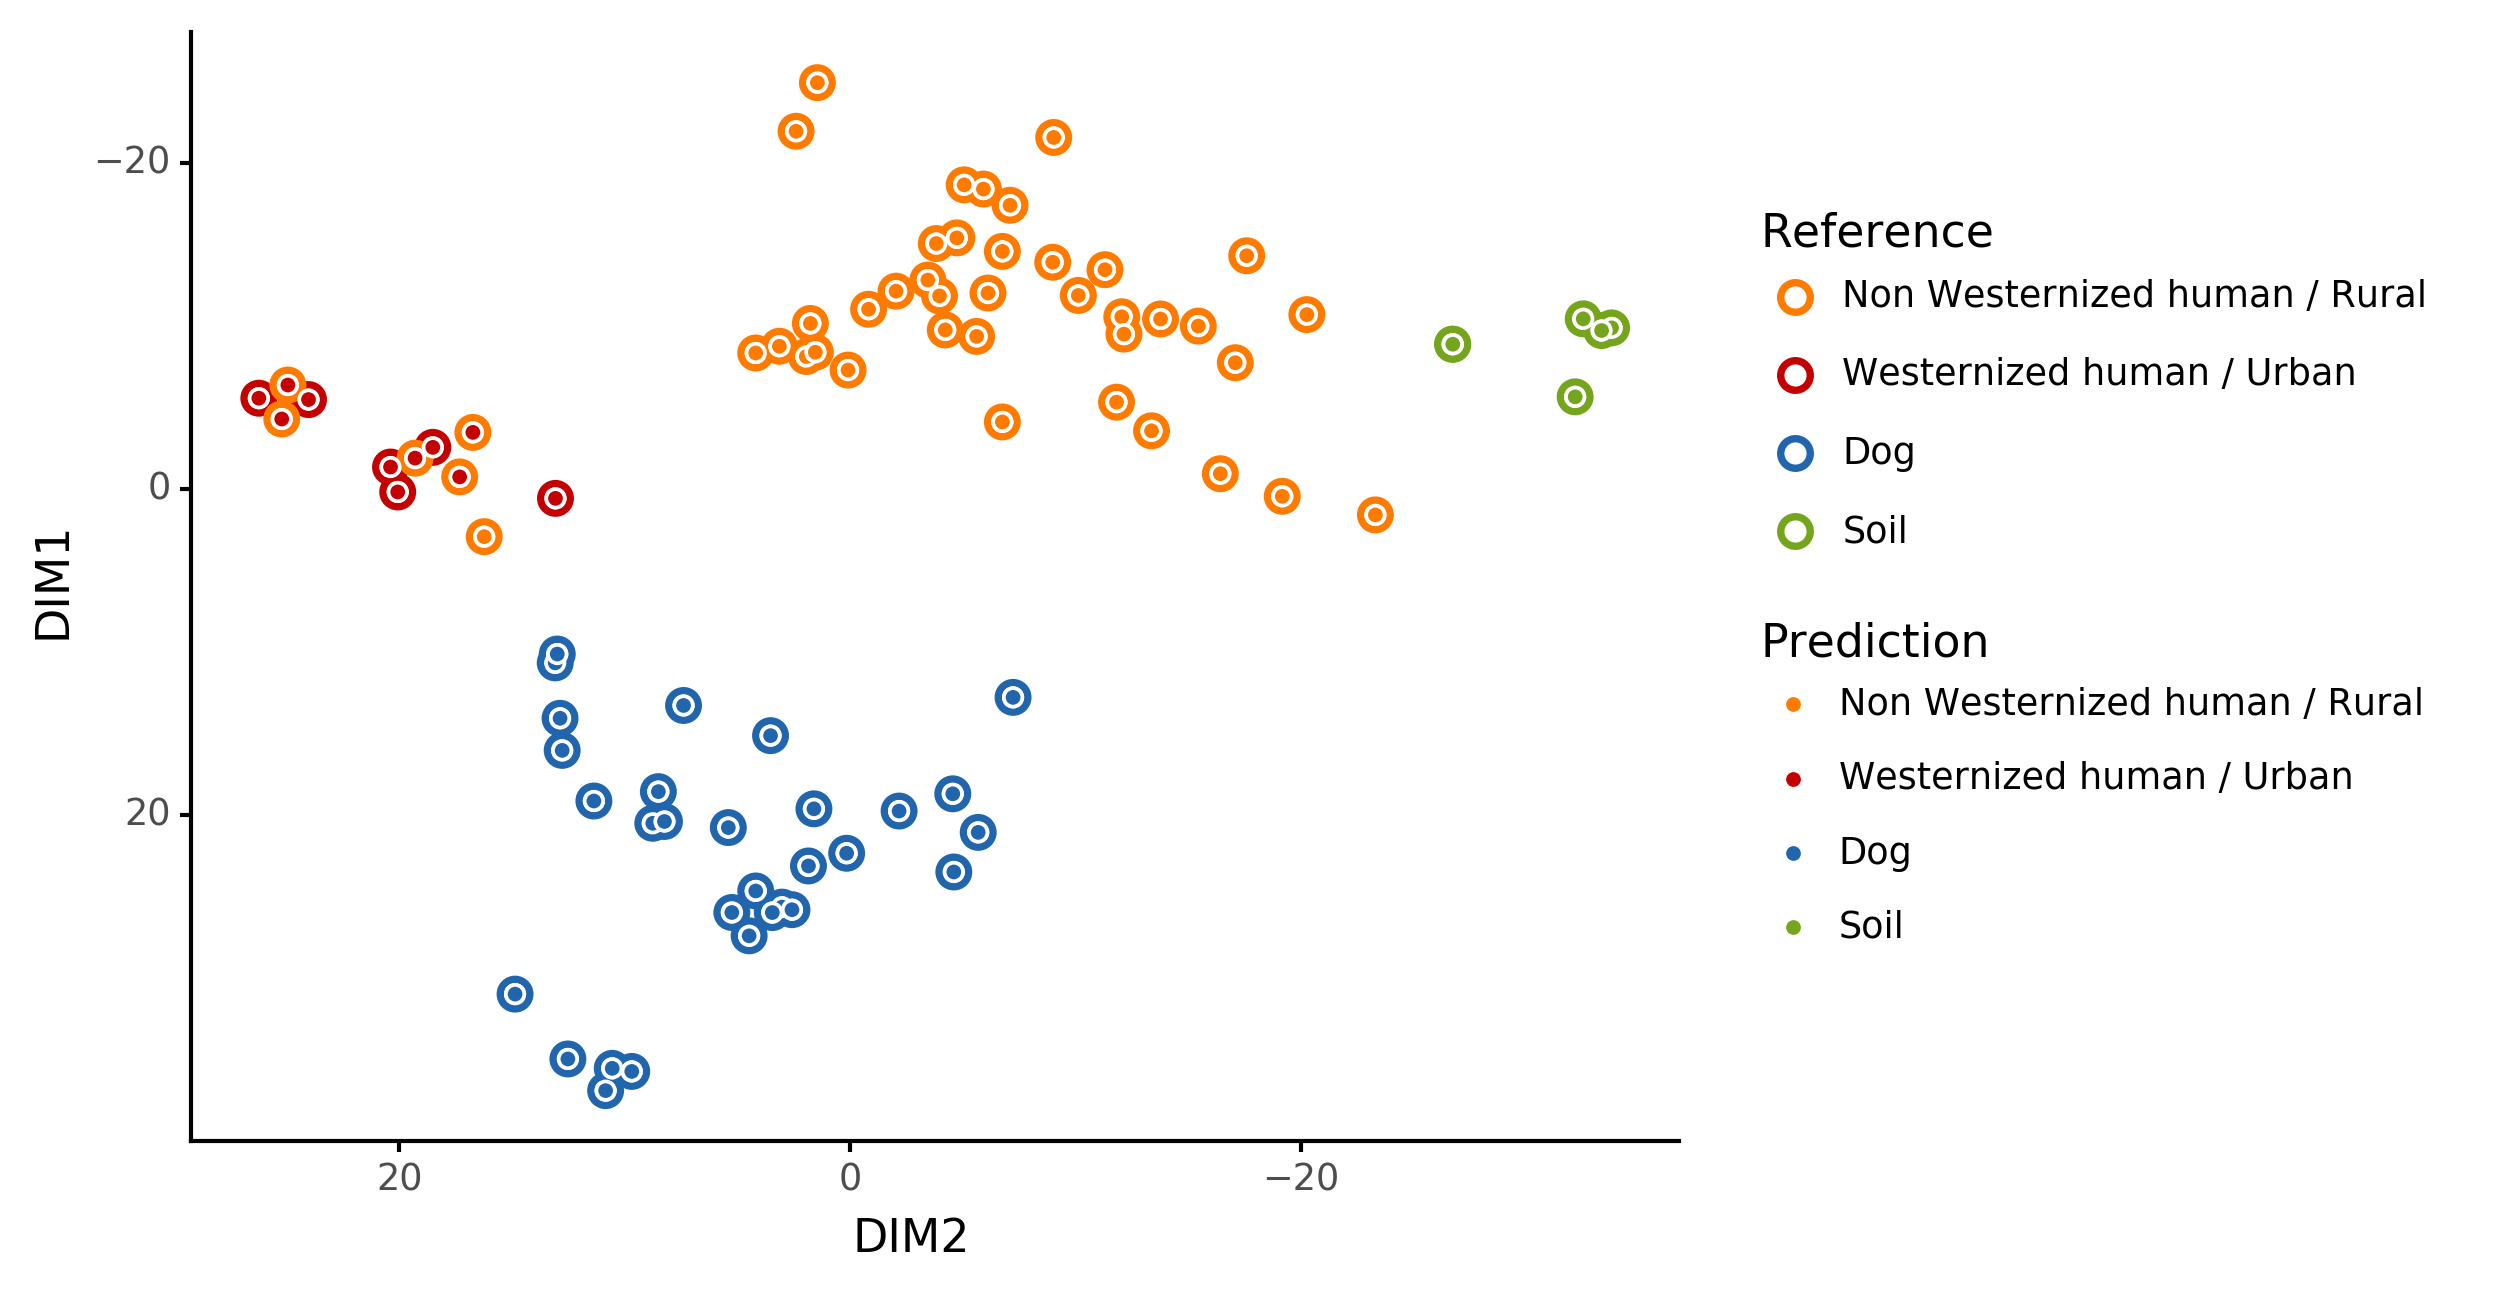 −20
0
20
DIM1
20
0
−20
DIM2
Reference
Non Westernized human / Rural
Westernized human / Urban
Dog
Soil
Prediction
Non Westernized human / Rural
Westernized human / Urban
Dog
Soil